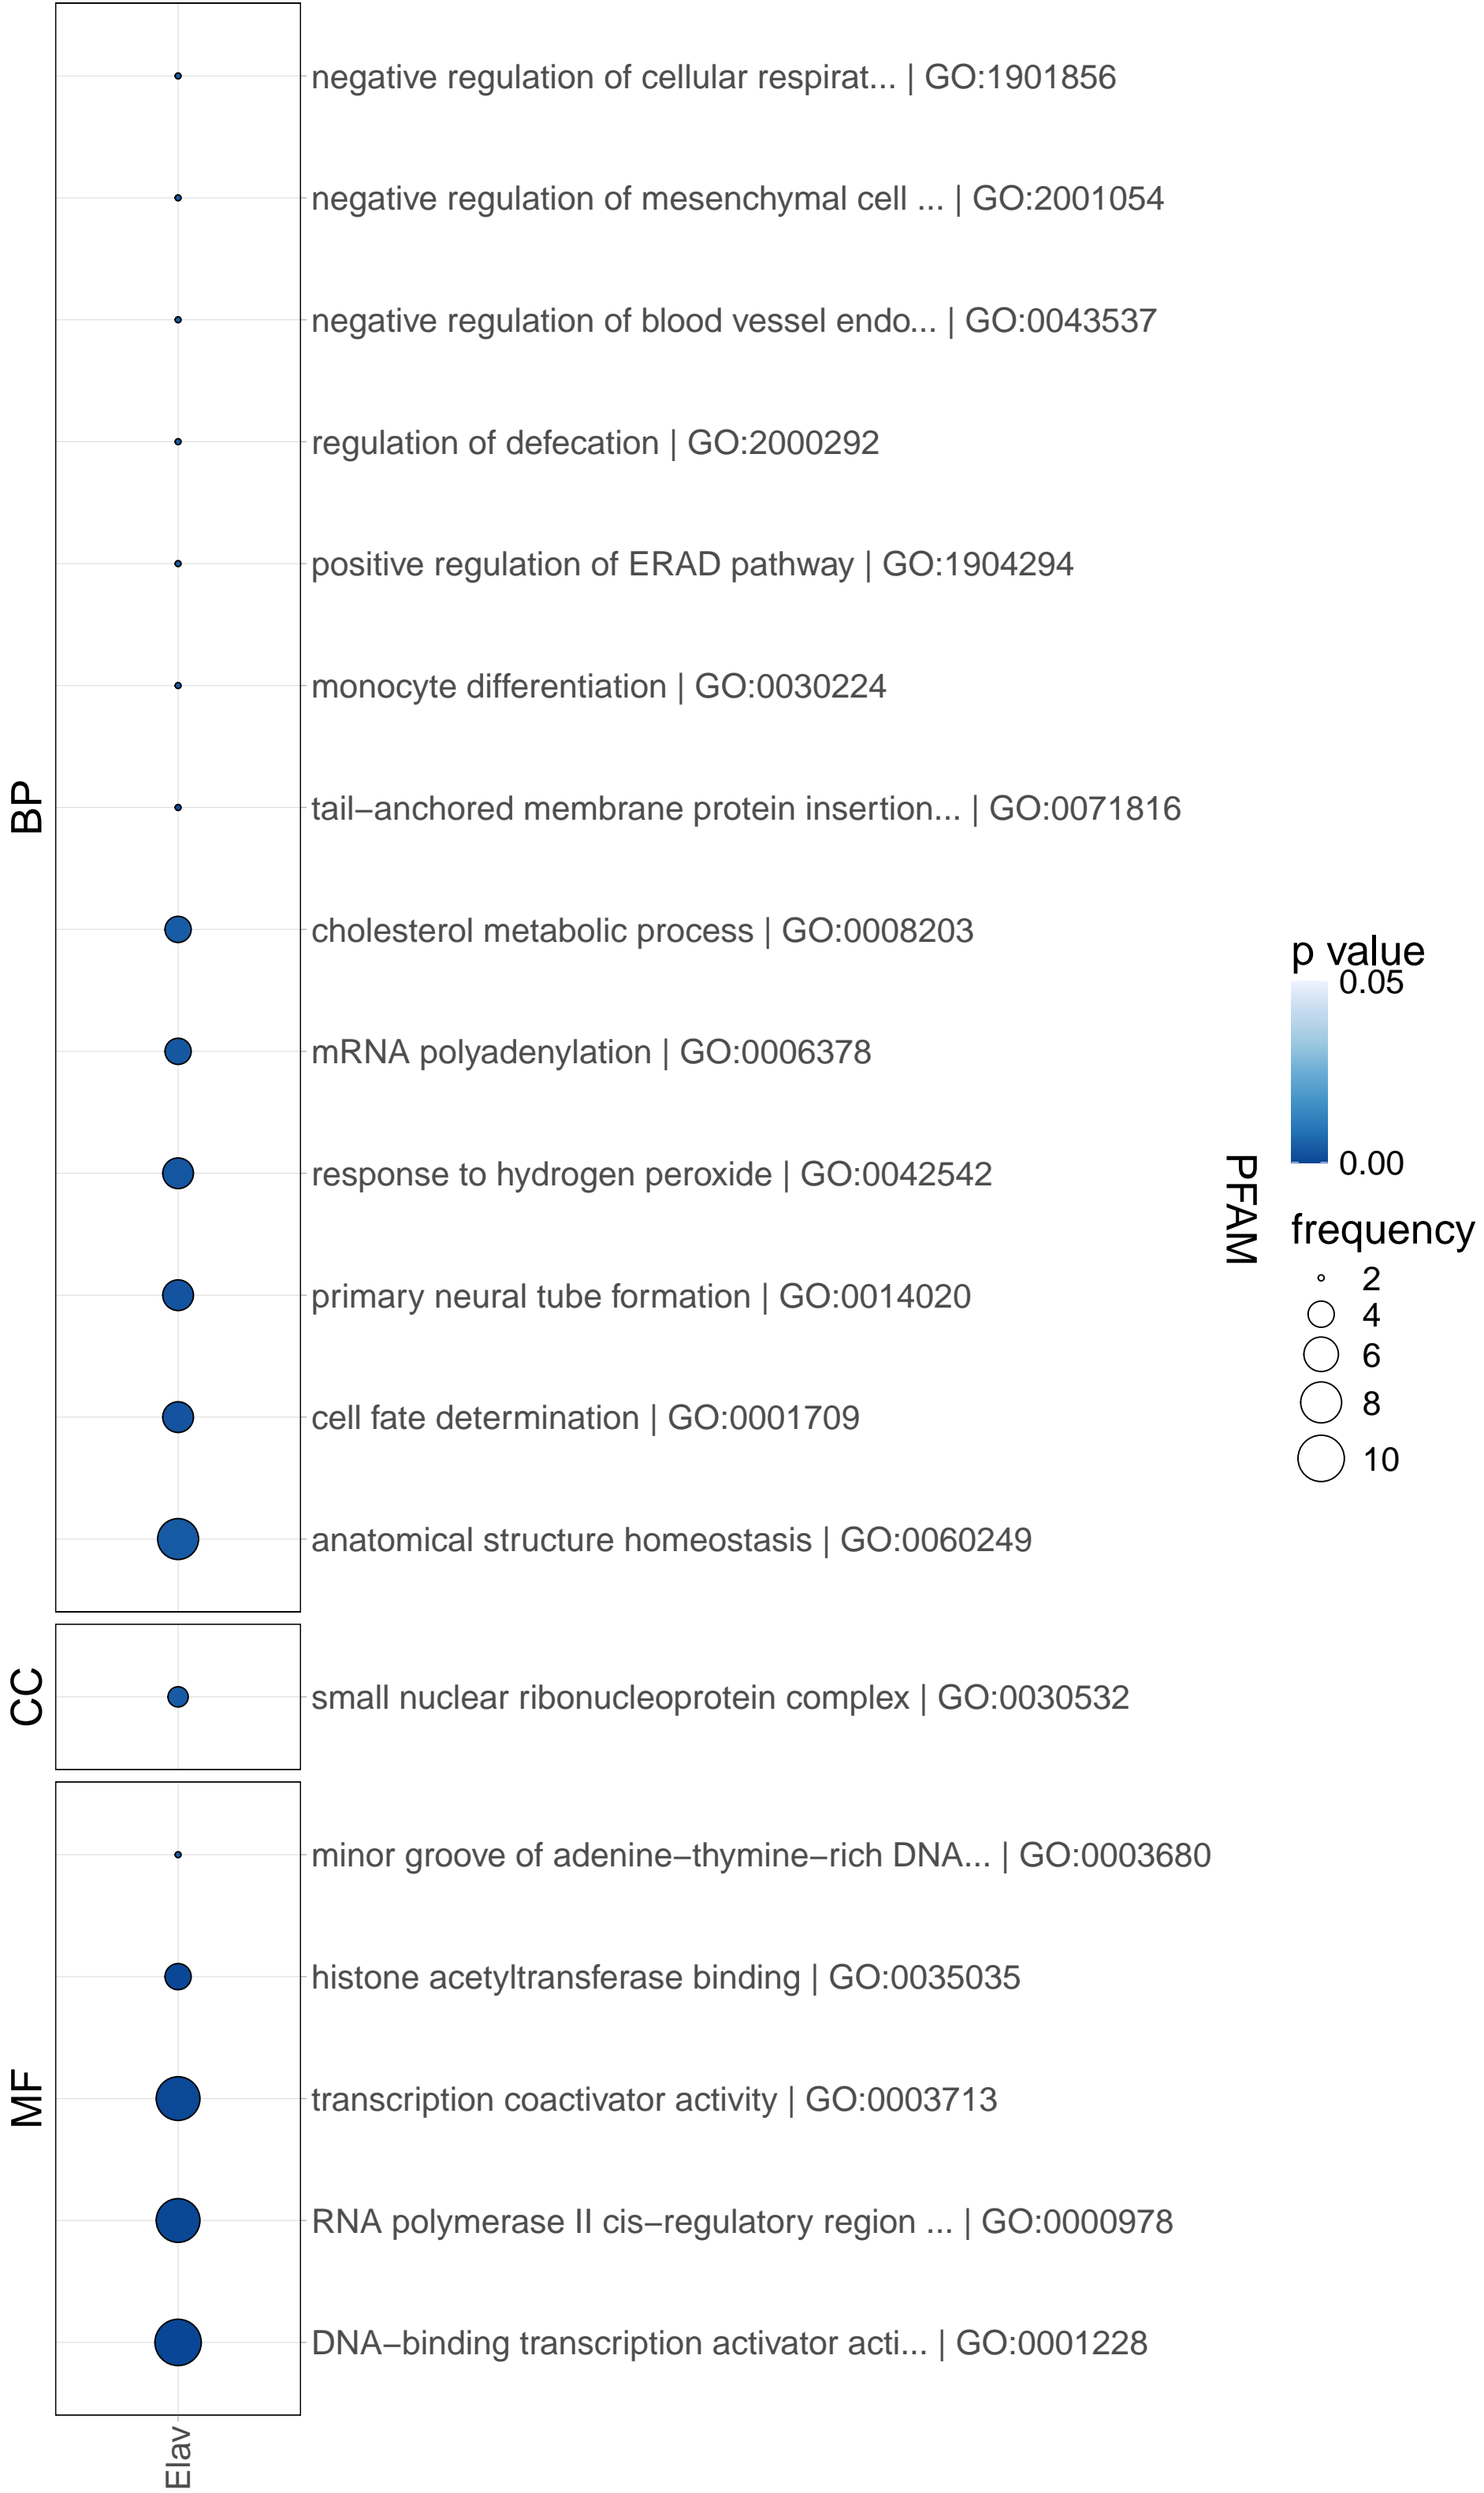 BP
negative regulation of cellular respirat... | GO:1901856
negative regulation of mesenchymal cell ... | GO:2001054
negative regulation of blood vessel endo... | GO:0043537
regulation of defecation | GO:2000292
positive regulation of ERAD pathway | GO:1904294
monocyte differentiation | GO:0030224
tail−anchored membrane protein insertion... | GO:0071816
cholesterol metabolic process | GO:0008203
mRNA polyadenylation | GO:0006378
response to hydrogen peroxide | GO:0042542
primary neural tube formation | GO:0014020
cell fate determination | GO:0001709
anatomical structure homeostasis | GO:0060249
CC
small nuclear ribonucleoprotein complex | GO:0030532
MF
minor groove of adenine−thymine−rich DNA... | GO:0003680
histone acetyltransferase binding | GO:0035035
transcription coactivator activity | GO:0003713
RNA polymerase II cis−regulatory region ... | GO:0000978
DNA−binding transcription activator acti... | GO:0001228
Elav
PFAM
p value
0.05
0.00
frequency
2
4
6
8
10